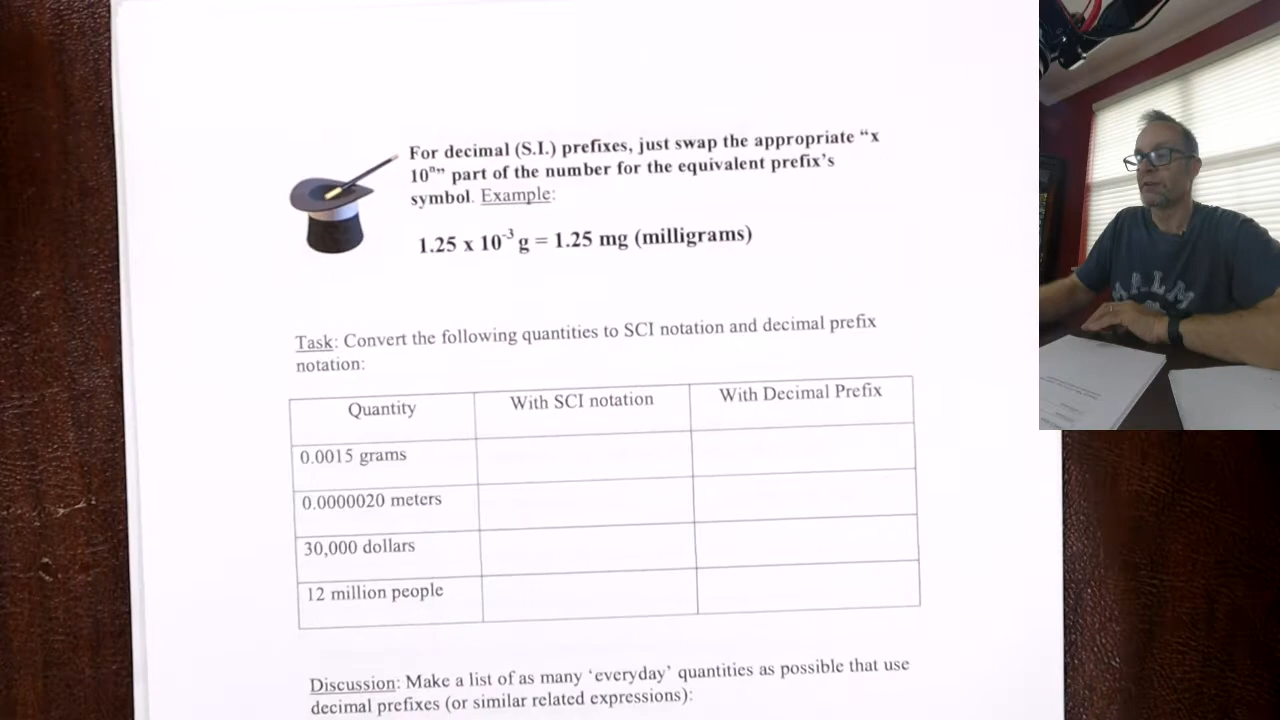 For decimal (S.I.) prefixes, just swap the appropriate “x
10ⁿ” part of the number for the equivalent prefix’s
symbol. Example:
1.25 x 10⁻³ g = 1.25 mg (milligrams)
Task: Convert the following quantities to SCI notation and decimal prefix
notation:
Quantity With SCI notation With Decimal Prefix
0.0015 grams
0.0000020 meters
30,000 dollars
12 million people
Discussion: Make a list of as many ‘everyday’ quantities as possible that use
decimal prefixes (or similar related expressions):